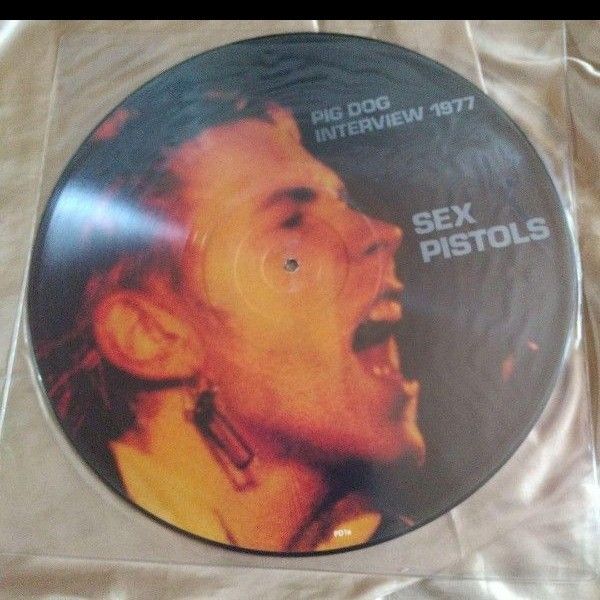 PIG DOG
INTERVIEW 1977
SEX
PISTOLS